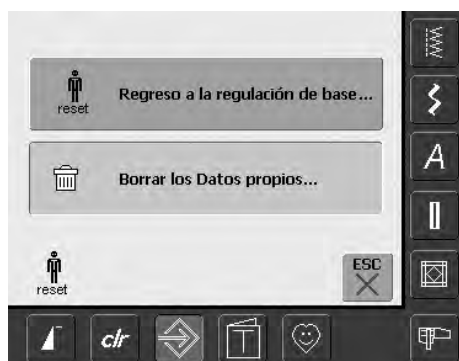 reset
Regreso a la regulación de base...
Borrar los Datos propios...
reset
ESC
A
clr
T